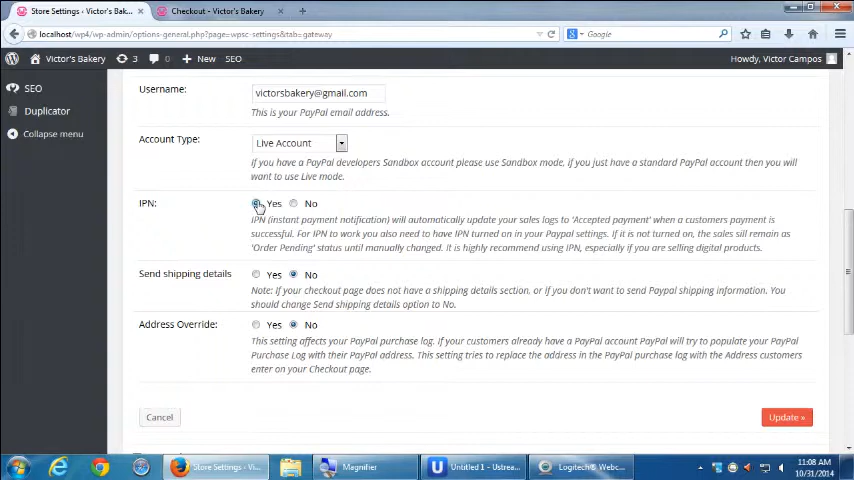 Store Settings ‹ Victor's Bakery ...
Checkout - Victor's Bakery
localhost/wp4/wp-admin/options-general.php?page=wpsc-settings&tab=gateway
Google
Victor's Bakery
3
0
New
SEO
Howdy, Victor Campos
SEO
Duplicator
Collapse menu
Username:
victorsbakery@gmail.com
This is your PayPal email address.
Account Type:
Live Account
If you have a PayPal developers Sandbox account please use Sandbox mode, if you just have a standard PayPal account then you
will want to use Live mode.
IPN:
Yes
No
IPN (instant payment notification) will automatically update your sales logs to 'Accepted payment' when a customers payment is
successful. For IPN to work you also need to have IPN turned on in your Paypal settings. If it is not turned on, the sales sill remain as
'Order Pending' status until manually changed. It is highly recommend using IPN, especially if you are selling digital products.
Send shipping details
Yes
No
Note: If your checkout page does not have a shipping details section, or if you don't want to send Paypal shipping information. You
should change Send shipping details option to No.
Address Override:
Yes
No
This setting affects your PayPal purchase log. If your customers already have a PayPal account PayPal will try to populate your
Purchase Log with their PayPal address. This setting tries to replace the address in the PayPal purchase log with the Address customers
enter on your Checkout page.
Cancel
Update »
Store Settings ‹ Vi...
Magnifier
Untitled 1 - Ustrea...
Logitech® Webc...
11:08 AM
10/31/2014